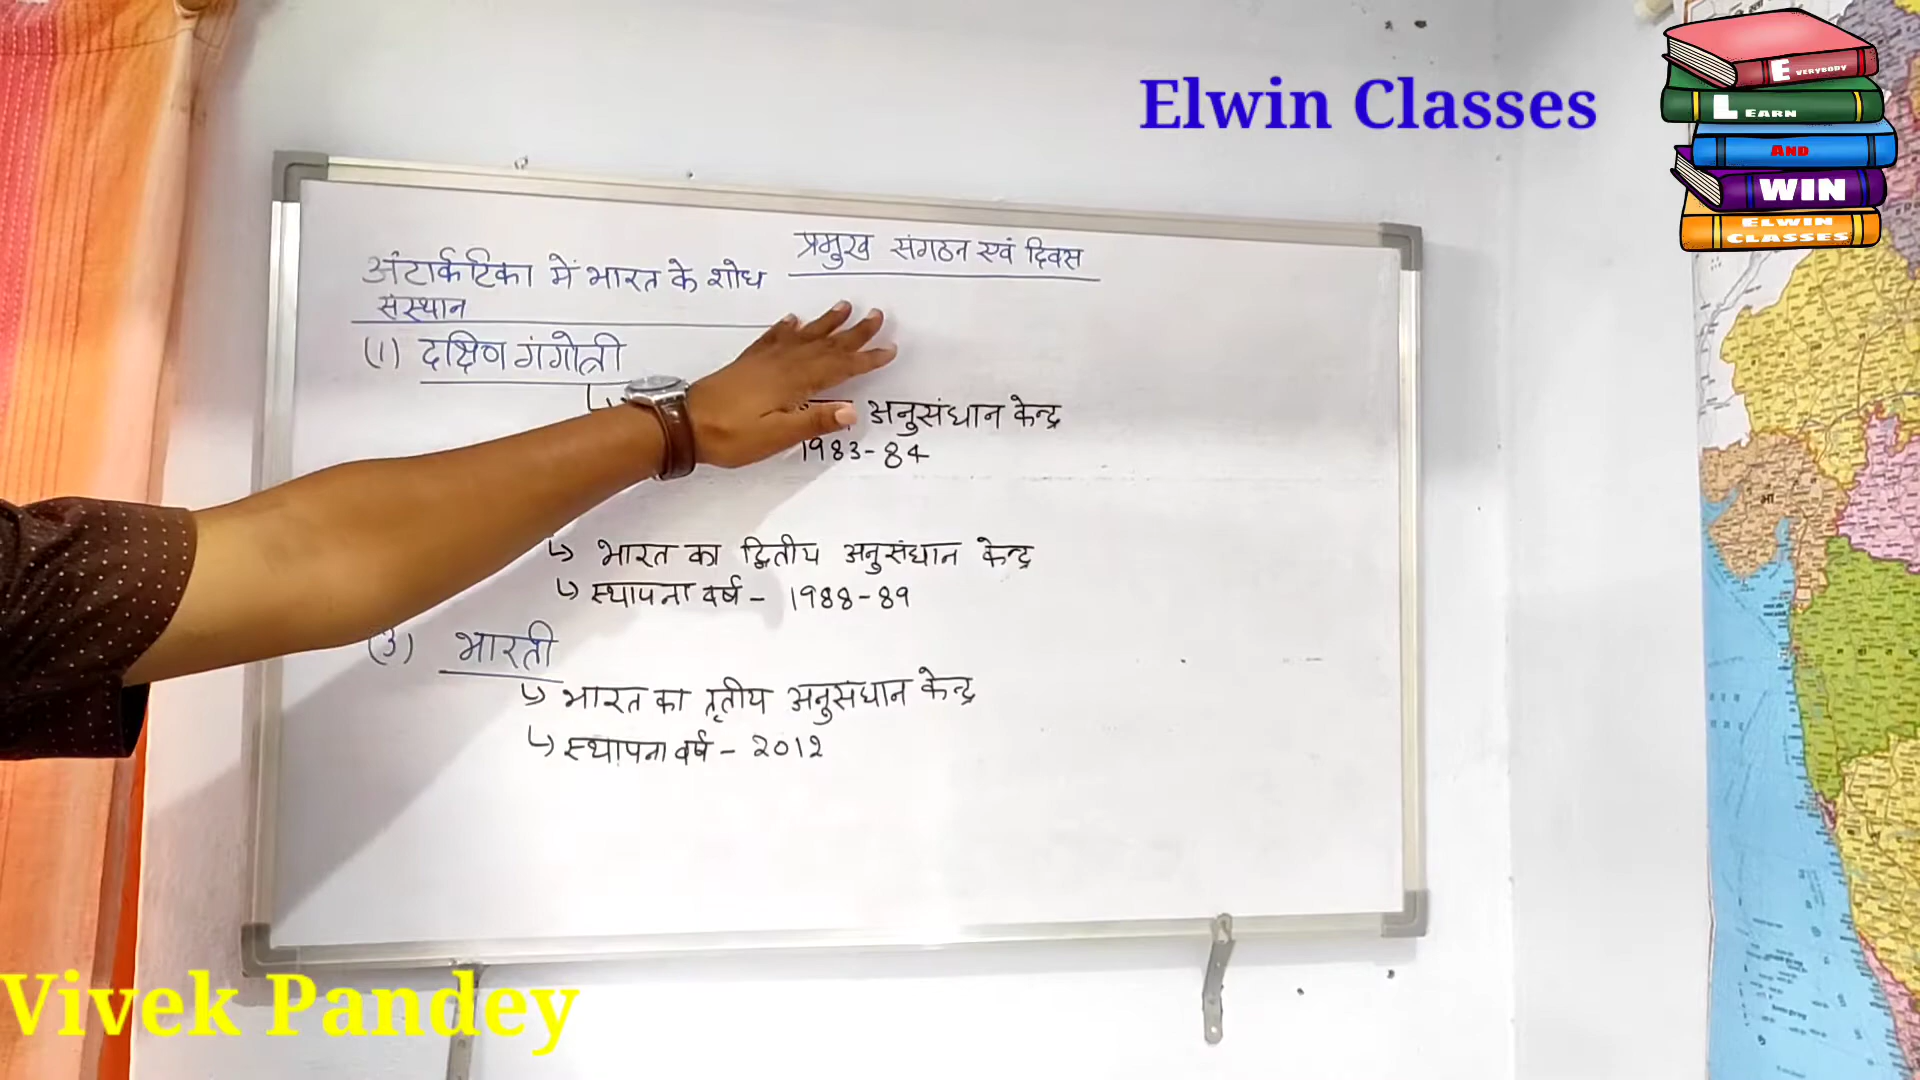 Elwin Classes
EVERYBODY
LEARN
AND
WIN
ELWIN
CLASSES
प्रमुख संगठन एवं दिवस
अंटार्कटिका में भारत के शोध
संस्थान
(1) दक्षिण गंगोत्री
अनुसंधान केन्द्र
1983-84
↳ भारत का द्वितीय अनुसंधान केन्द्र
↳ स्थापना वर्ष - 1988-89
(3) भारती
↳ भारत का तृतीय अनुसंधान केन्द्र
↳ स्थापना वर्ष - 2012
Vivek Pandey